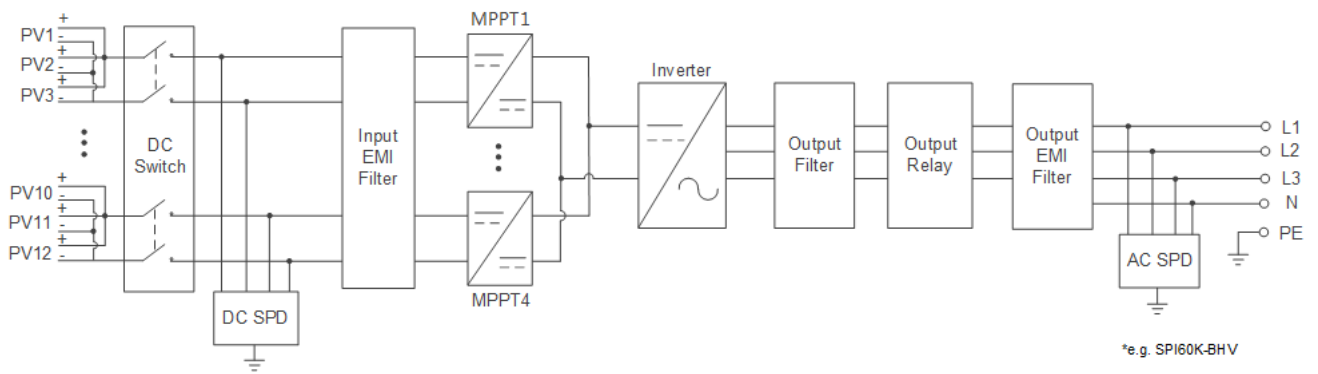 MPPT1
+
PV1
-
+
PV2
-
+
PV3
-
DC
Switch
Input
EMI
Filter
Inverter
Output
Filter
Output
Relay
Output
EMI
Filter
L1
L2
L3
N
PE
+
PV10
-
+
PV11
-
+
PV12
-
MPPT4
DC SPD
AC SPD
*e.g. SPI60K-BHV